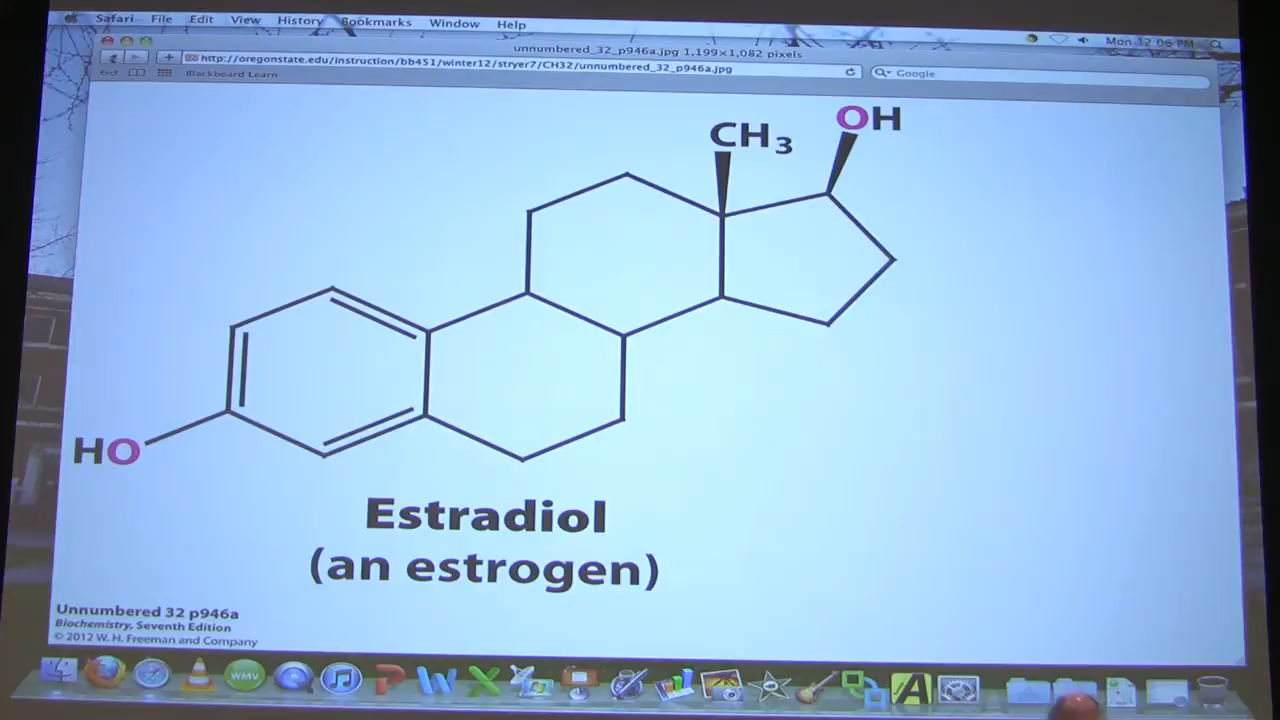 Safari File Edit View History Bookmarks Window Help
Mon 12:06 PM
unnumbered_32_p946a.jpg 1,199×1,082 pixels
http://oregonstate.edu/instruction/bb451/winter12/stryer7/CH32/unnumbered_32_p946a.jpg
Google
Blackboard Learn
OH
CH3
HO
Estradiol
(an estrogen)
Unnumbered 32 p946a
Biochemistry, Seventh Edition
© 2012 W. H. Freeman and Company
WMV
P
W
X
A